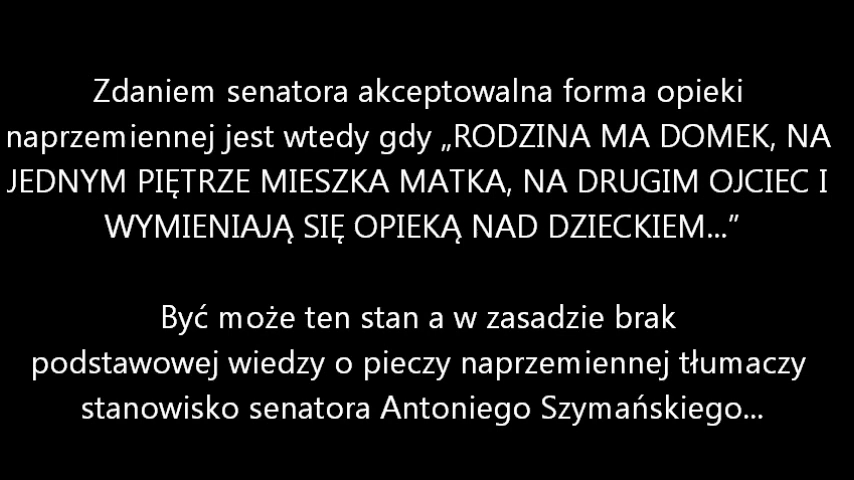 Zdaniem senatora akceptowalna forma opieki
naprzemiennej jest wtedy gdy „RODZINA MA DOMEK, NA
JEDNYM PIĘTRZE MIESZKA MATKA, NA DRUGIM OJCIEC I
WYMIENIAJĄ SIĘ OPIEKĄ NAD DZIECKIEM...”
Być może ten stan a w zasadzie brak
podstawowej wiedzy o pieczy naprzemiennej tłumaczy
stanowisko senatora Antoniego Szymańskiego...